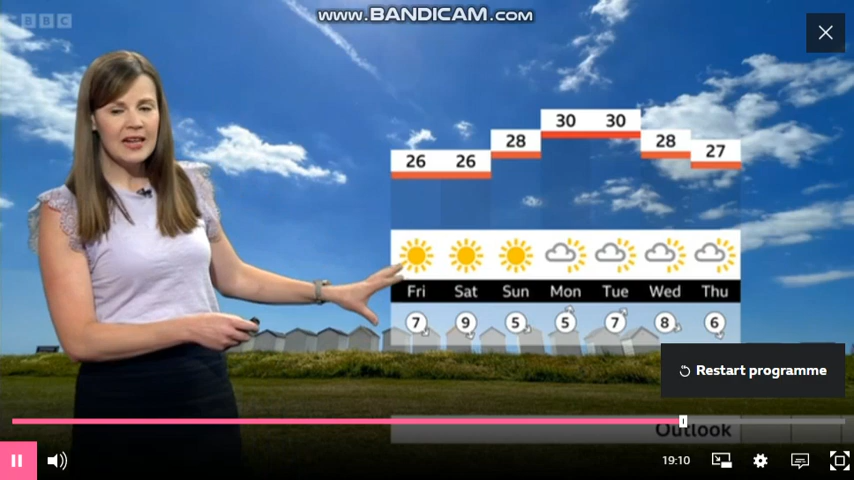 BBC
WWW.BANDICAM.COM
30 30
28 28
26 26 27
Fri Sat Sun Mon Tue Wed Thu
7 9 5 5 7 8 6
Restart programme
Outlook
19:10